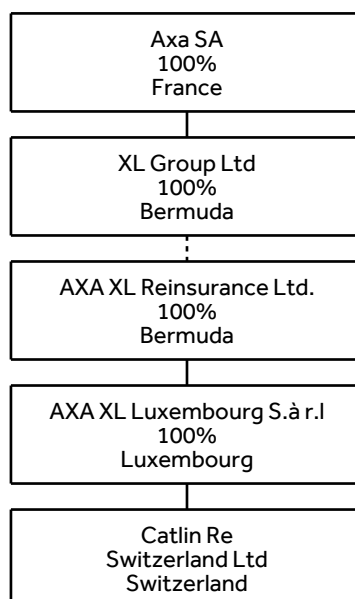 Axa SA
100%
France
XL Group Ltd
100%
Bermuda
AXA XL Reinsurance Ltd.
100%
Bermuda
AXA XL Luxembourg S.à r.l
100%
Luxembourg
Catlin Re
Switzerland Ltd
Switzerland